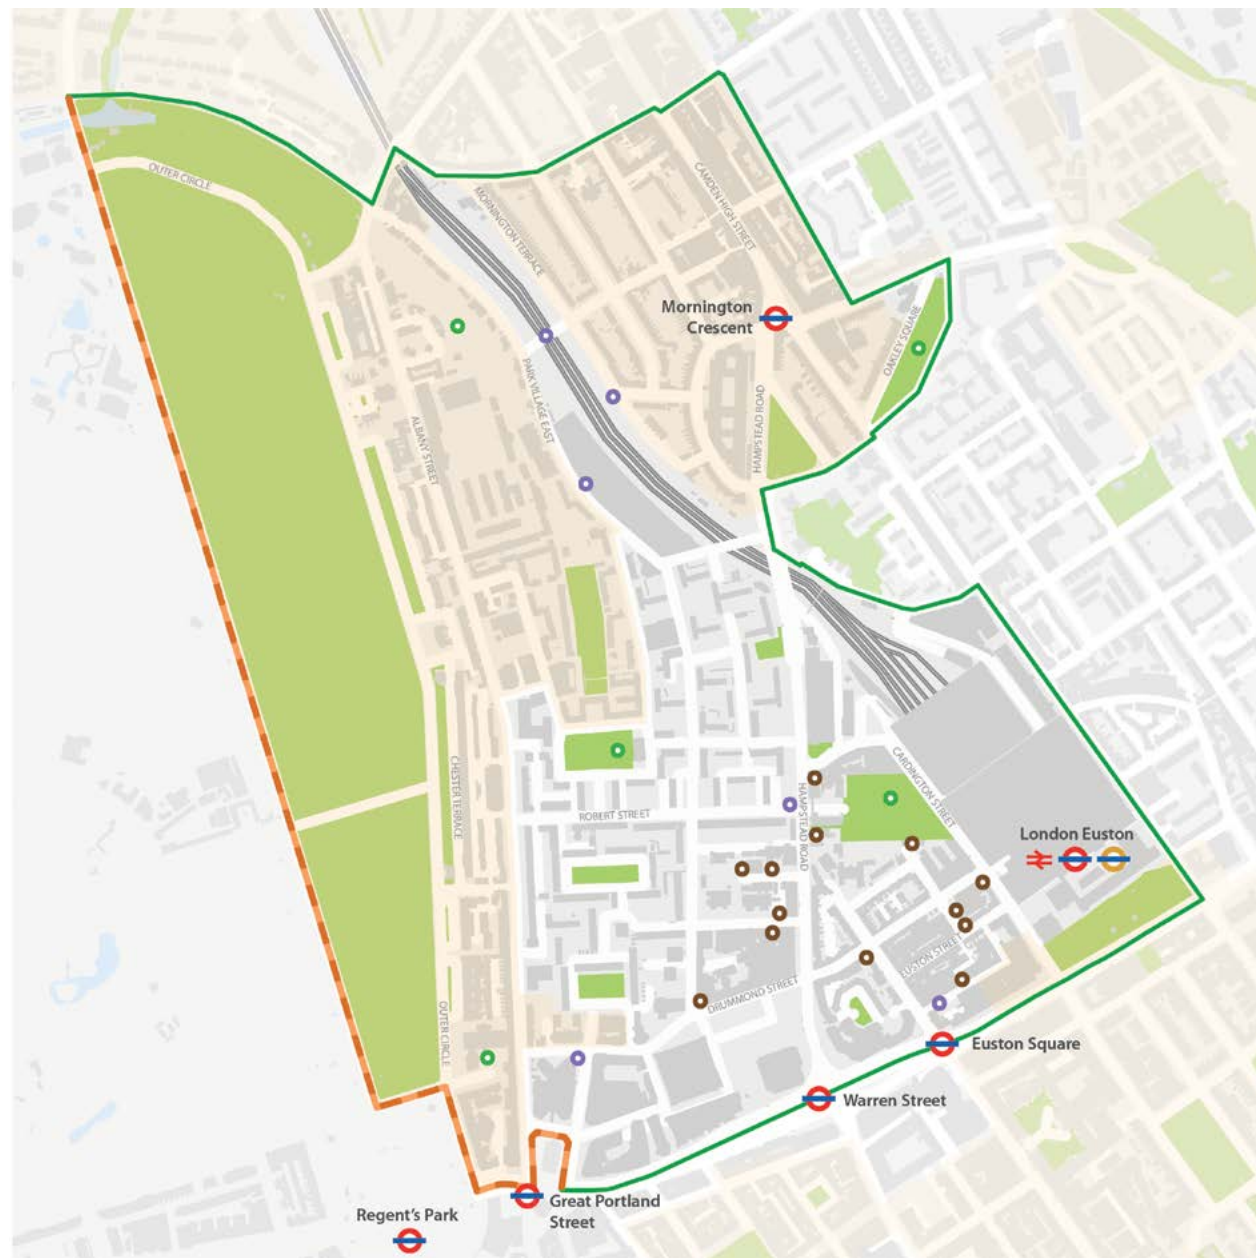 OUTER CIRCLE
MORNINGTON TERRACE
CAMDEN HIGH STREET
Mornington
Crescent
OAKLEY SQUARE
PARK VILLAGE EAST
ALBANY STREET
HAMPSTEAD ROAD
CARDINGTON STREET
CHESTER TERRACE
ROBERT STREET
HAMPSTEAD ROAD
London Euston
EUSTON STREET
DRUMMOND STREET
OUTER CIRCLE
Euston Square
Warren Street
Great Portland
Street
Regent's Park